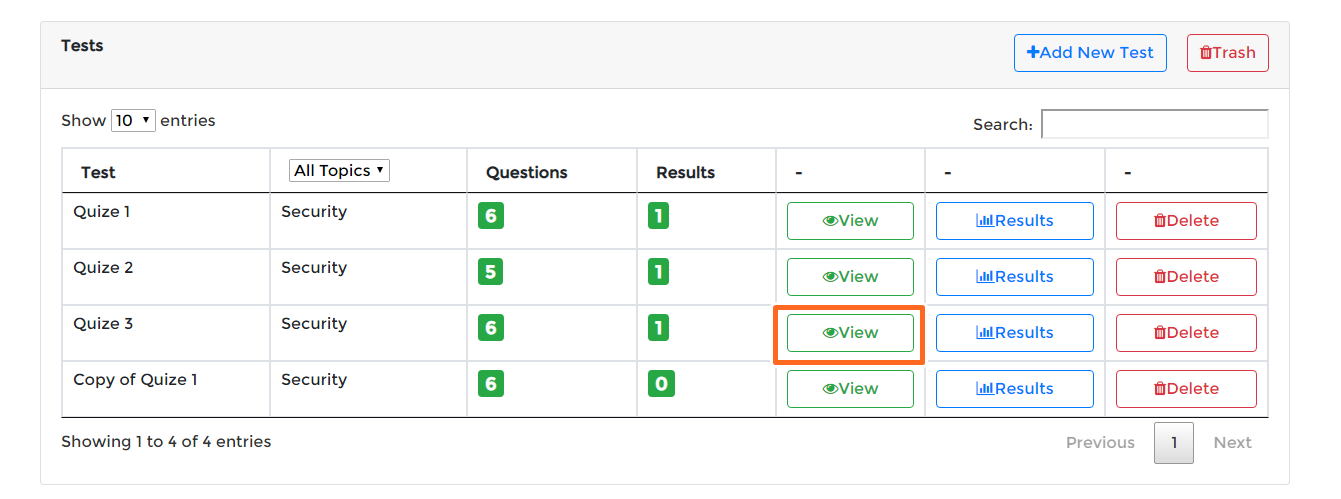 Tests Add New Test Trash
Show 10 entries Search:
Test All Topics Questions Results - - -
Quize 1 Security 6 1 View Results Delete
Quize 2 Security 5 1 View Results Delete
Quize 3 Security 6 1 View Results Delete
Copy of Quize 1 Security 6 0 View Results Delete
Showing 1 to 4 of 4 entries Previous 1 Next